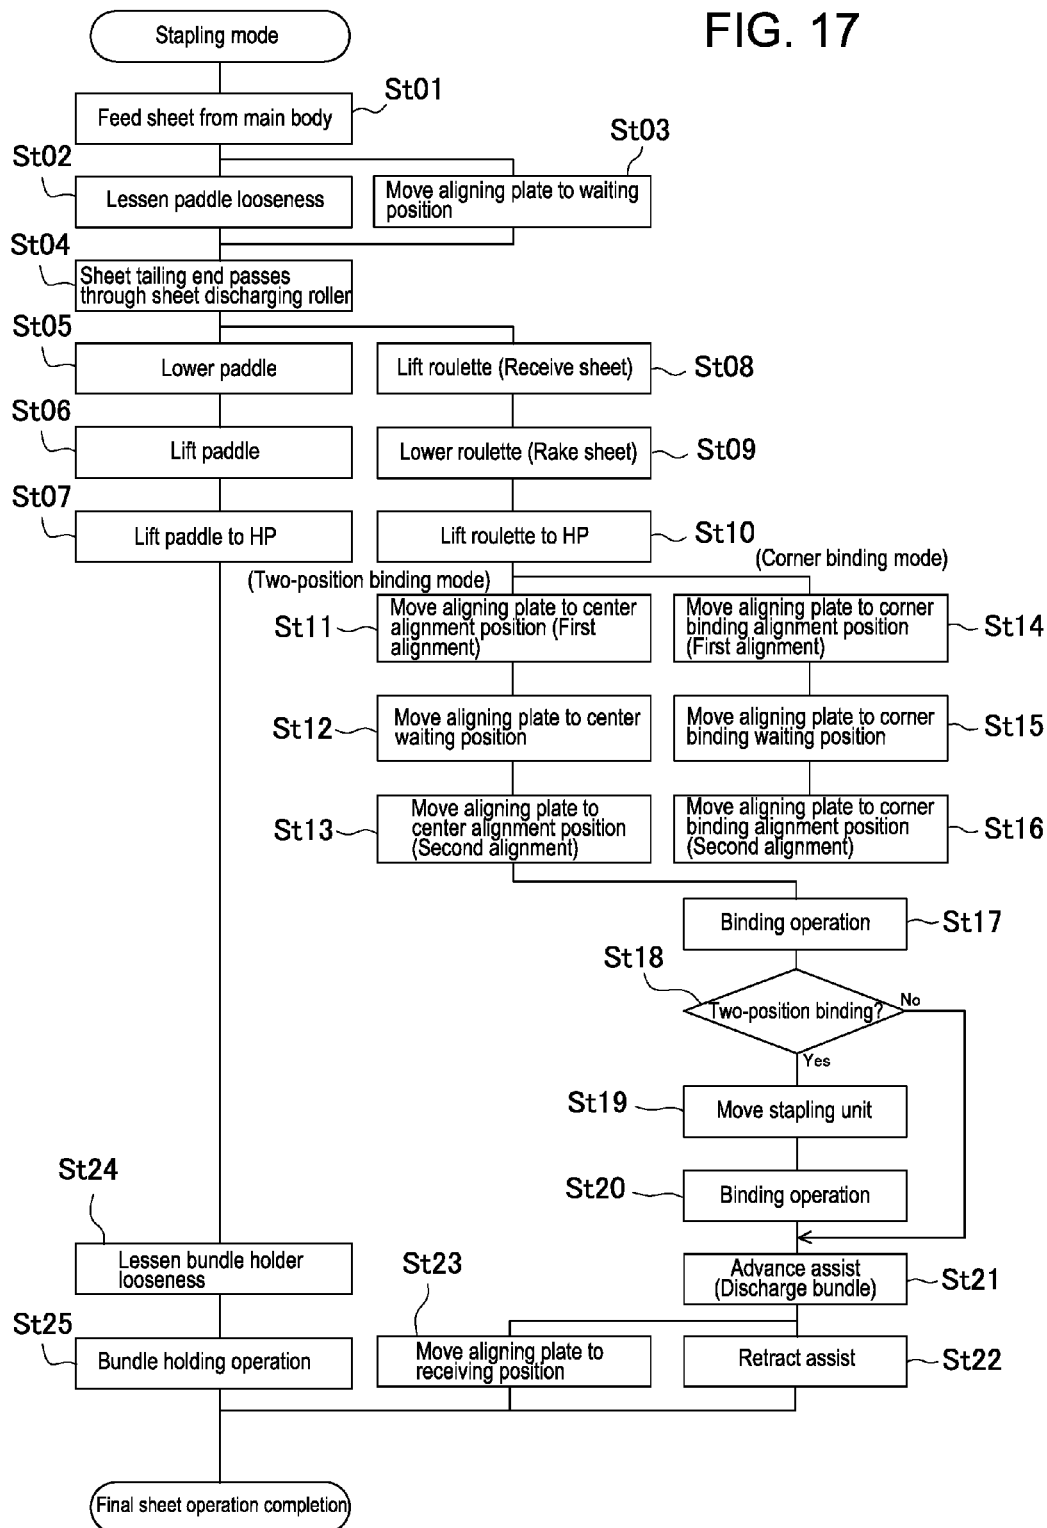 FIG. 17
Stapling mode
St01
Feed sheet from main body
St02
Lessen paddle looseness
St03
Move aligning plate to waiting
position
St04
Sheet tailing end passes
through sheet discharging roller
St05
Lower paddle
Lift roulette (Receive sheet)
St08
St06
Lift paddle
Lower roulette (Rake sheet)
St09
St07
Lift paddle to HP
Lift roulette to HP
St10
(Two-position binding mode)
(Corner binding mode)
St11
Move aligning plate to center
alignment position (First
alignment)
Move aligning plate to corner
binding alignment position
(First alignment)
St14
St12
Move aligning plate to center
waiting position
Move aligning plate to corner
binding waiting position
St15
St13
Move aligning plate to
center alignment position
(Second alignment)
Move aligning plate to corner
binding alignment position
(Second alignment)
St16
Binding operation
St17
St18
Two-position binding?
No
Yes
St19
Move stapling unit
St20
Binding operation
St24
Lessen bundle holder
looseness
St23
Advance assist
(Discharge bundle)
St21
St25
Bundle holding operation
Move aligning plate to
receiving position
Retract assist
St22
Final sheet operation completion